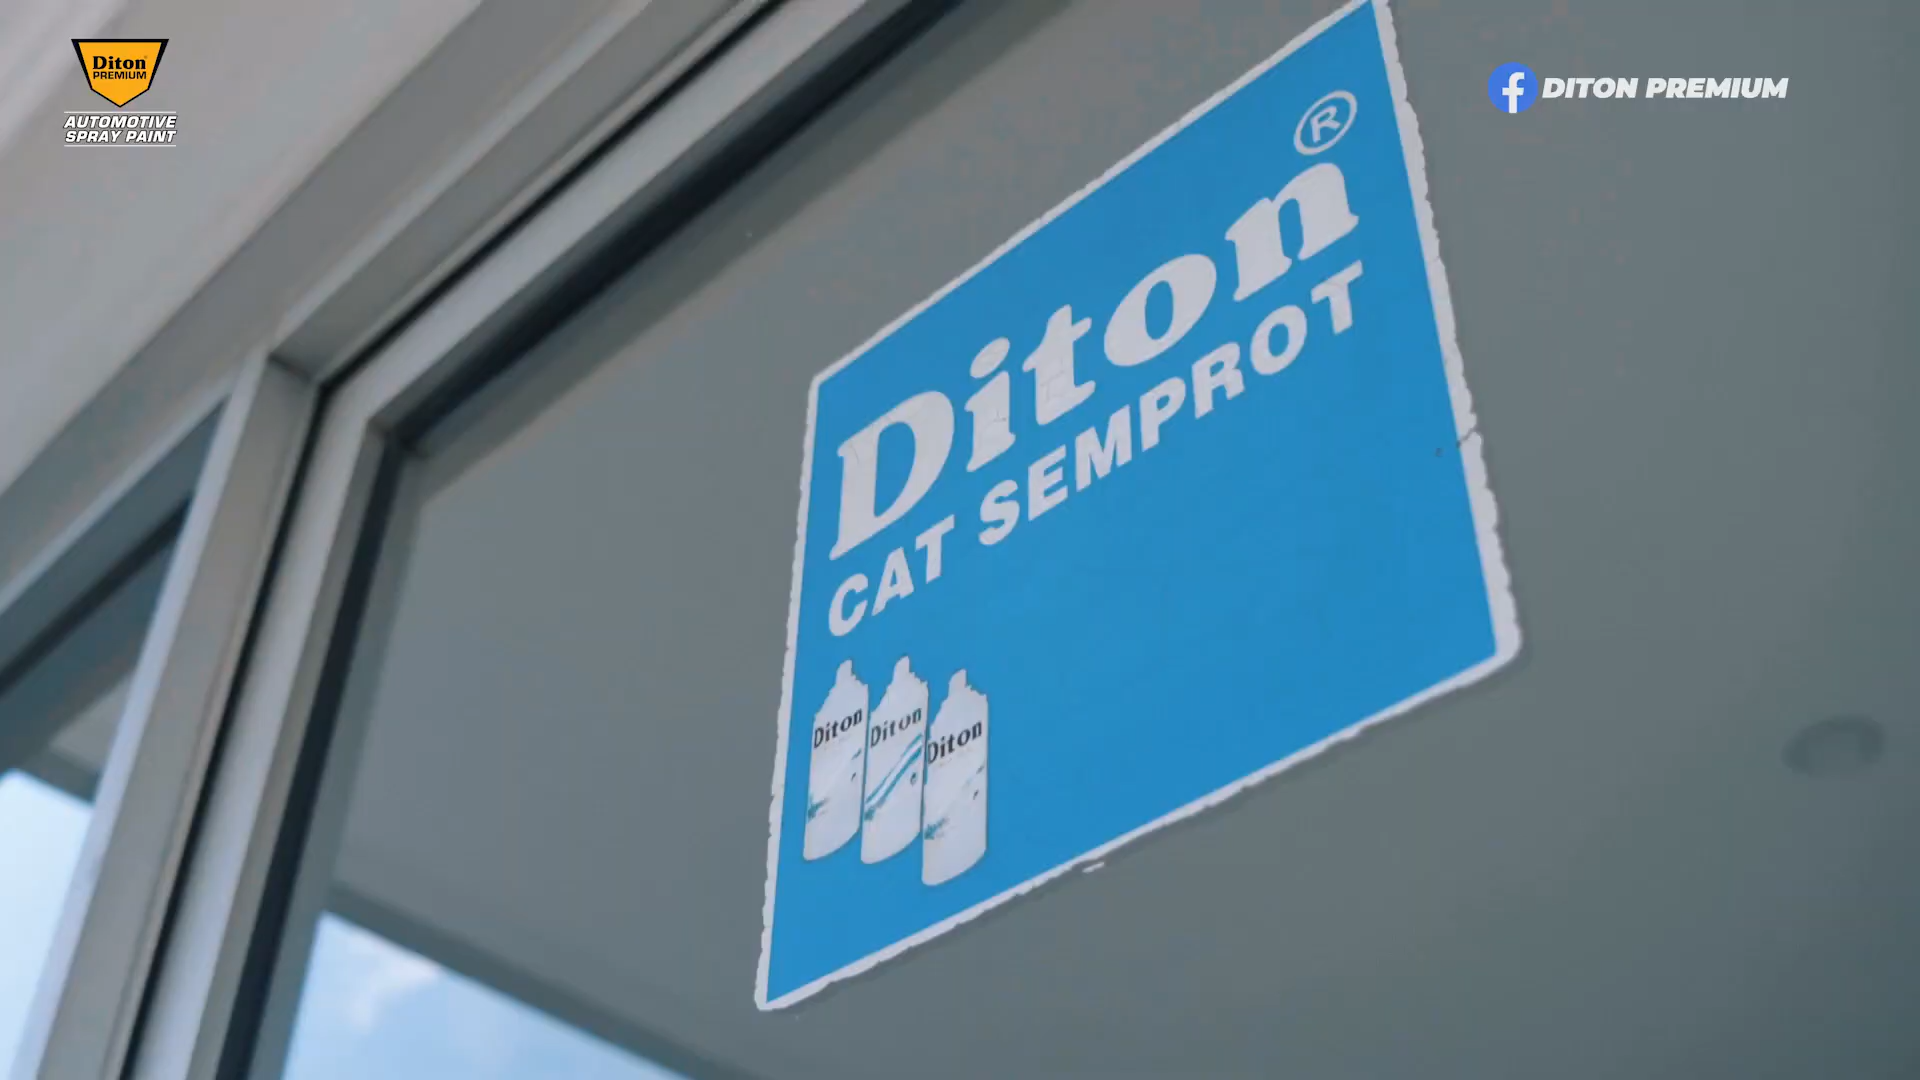 Diton
PREMIUM
AUTOMOTIVE
SPRAY PAINT
DITON PREMIUM
Diton®
CAT SEMPROT
Diton
Diton
Diton